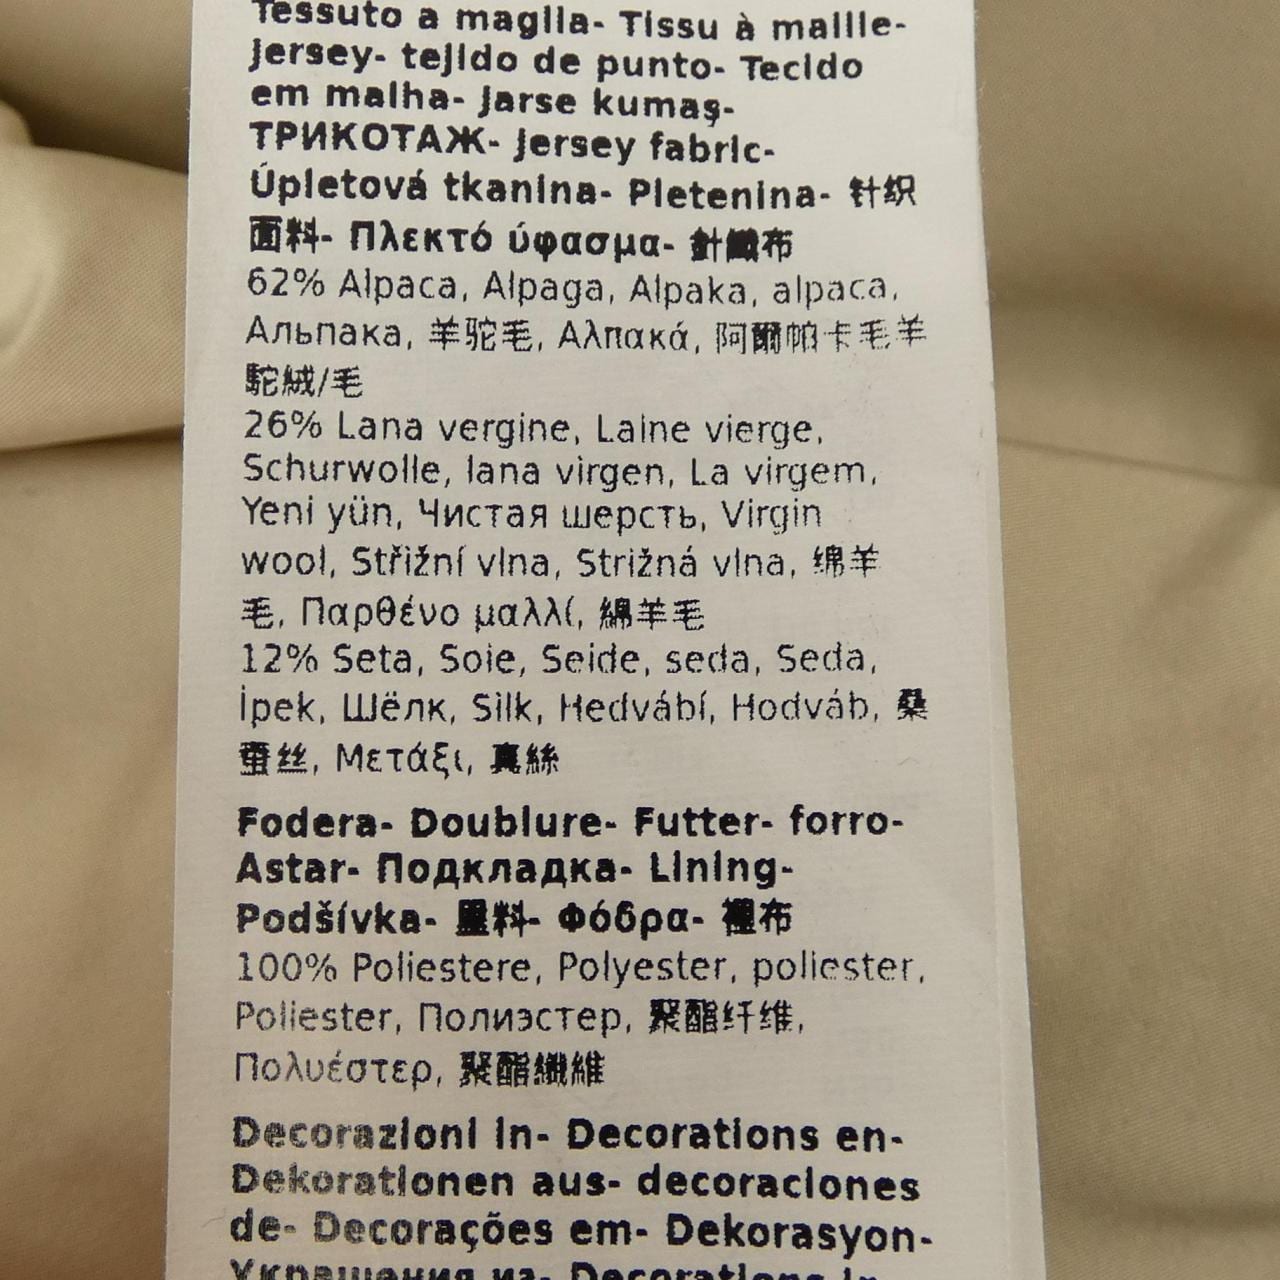 Tessuto a maglia- Tissu à maille-
jersey- tejido de punto- Tecido
em malha- Jarse kumaş-
ТРИКОТАЖ- Jersey fabric-
Úpletová tkanina- Pletenina- 针织
面料- Πλεκτό ύφασμα- 針織布
62% Alpaca, Alpaga, Alpaka, alpaca,
Альпака, 羊驼毛, Αλπακά, 阿爾帕卡毛羊
駝絨/毛
26% Lana vergine, Laine vierge,
Schurwolle, lana virgen, La virgem,
Yeni yün, Чистая шерсть, Virgin
wool, Střižní vlna, Strižná vlna, 绵羊
毛, Παρθένο μαλλί, 綿羊毛
12% Seta, Soie, Seide, seda, Seda,
İpek, Шёлк, Silk, Hedvábí, Hodváb, 桑
蚕丝, Μετάξι, 真絲
Fodera- Doublure- Futter- forro-
Astar- Подкладка- Lining-
Podšívka- 里料- Φόδρα- 裡布
100% Poliestere, Polyester, poliester,
Poliester, Полиэстер, 聚酯纤维,
Πολυέστερ, 聚酯纖維
Decorazioni in- Decorations en-
Dekorationen aus- decoraciones
de- Decorações em- Dekorasyon-
Украшения из- Decorations in-